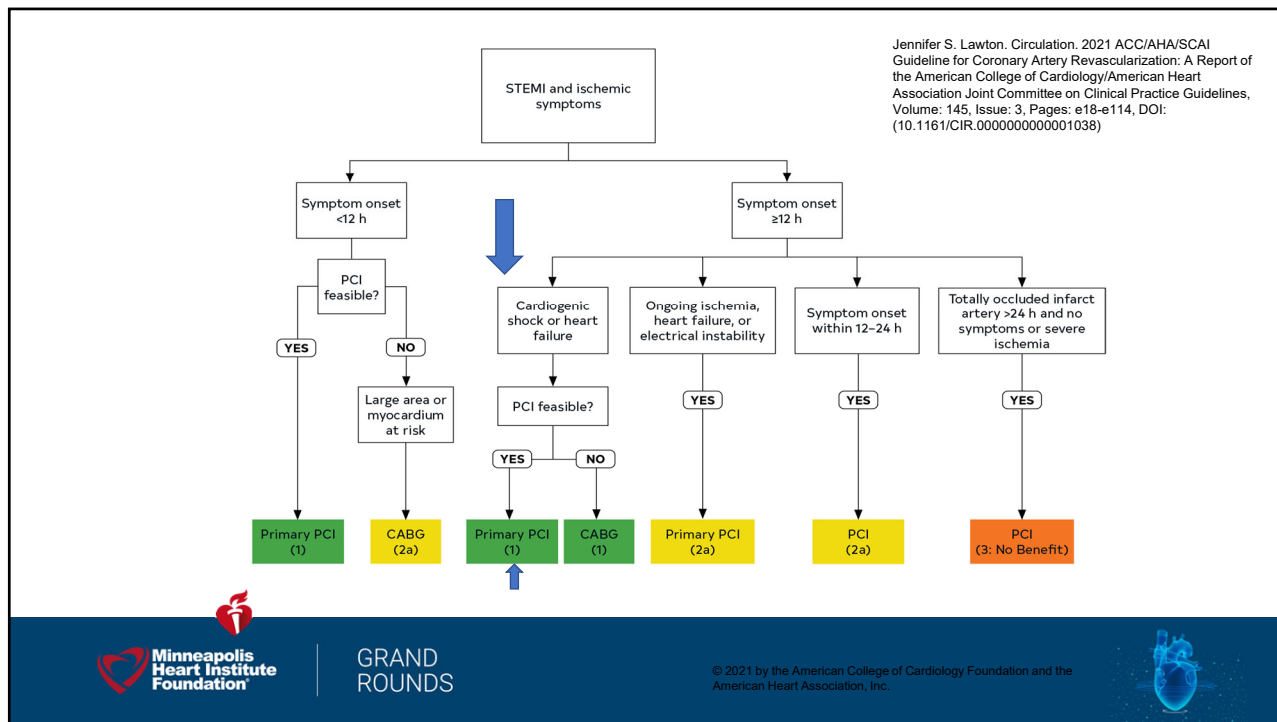 Jennifer S. Lawton. Circulation. 2021 ACC/AHA/SCAI
Guideline for Coronary Artery Revascularization: A Report of
the American College of Cardiology/American Heart
Association Joint Committee on Clinical Practice Guidelines,
Volume: 145, Issue: 3, Pages: e18-e114, DOI:
(10.1161/CIR.0000000000001038)
STEMI and ischemic
symptoms
Symptom onset
<12 h
Symptom onset
≥12 h
PCI
feasible?
Cardiogenic
shock or heart
failure
Ongoing ischemia,
heart failure, or
electrical instability
Symptom onset
within 12–24 h
Totally occluded infarct
artery >24 h and no
symptoms or severe
ischemia
YES
NO
Large area or
myocardium
at risk
PCI feasible?
YES
YES
YES
YES
NO
Primary PCI
(1)
CABG
(2a)
Primary PCI
(1)
CABG
(1)
Primary PCI
(2a)
PCI
(2a)
PCI
(3: No Benefit)
Minneapolis
Heart Institute
Foundation®
GRAND
ROUNDS
© 2021 by the American College of Cardiology Foundation and the
American Heart Association, Inc.